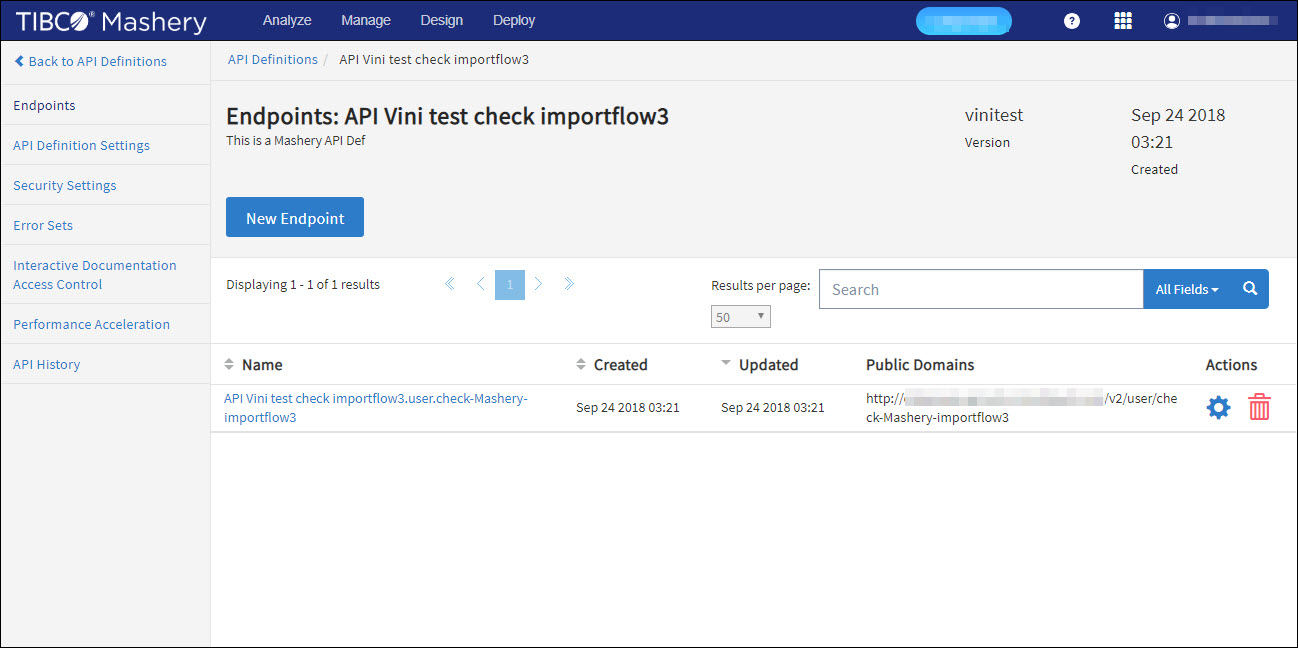 TIBCO® Mashery Analyze Manage Design Deploy ?
Back to API Definitions
API Definitions / API Vini test check importflow3
Endpoints
API Definition Settings
Security Settings
Error Sets
Interactive Documentation
Access Control
Performance Acceleration
API History
Endpoints: API Vini test check importflow3
This is a Mashery API Def
vinitest
Version
Sep 24 2018
03:21
Created
New Endpoint
Displaying 1 - 1 of 1 results
1
Results per page:
50
Search
All Fields
Name Created Updated Public Domains Actions
API Vini test check importflow3.user.check-Mashery-
importflow3
Sep 24 2018 03:21
Sep 24 2018 03:21
http:// /v2/user/che
ck-Mashery-importflow3